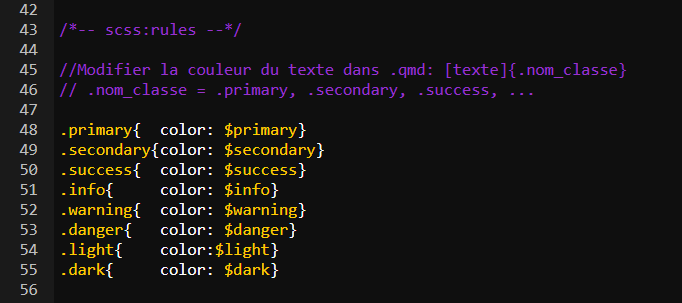 42
43 /*-- scss:rules --*/
44
45 //Modifier la couleur du texte dans .qmd: [texte]{.nom_classe}
46 // .nom_classe = .primary, .secondary, .success, ...
47
48 .primary{  color: $primary}
49 .secondary{color: $secondary}
50 .success{  color: $success}
51 .info{     color: $info}
52 .warning{  color: $warning}
53 .danger{   color: $danger}
54 .light{    color:$light}
55 .dark{     color: $dark}
56